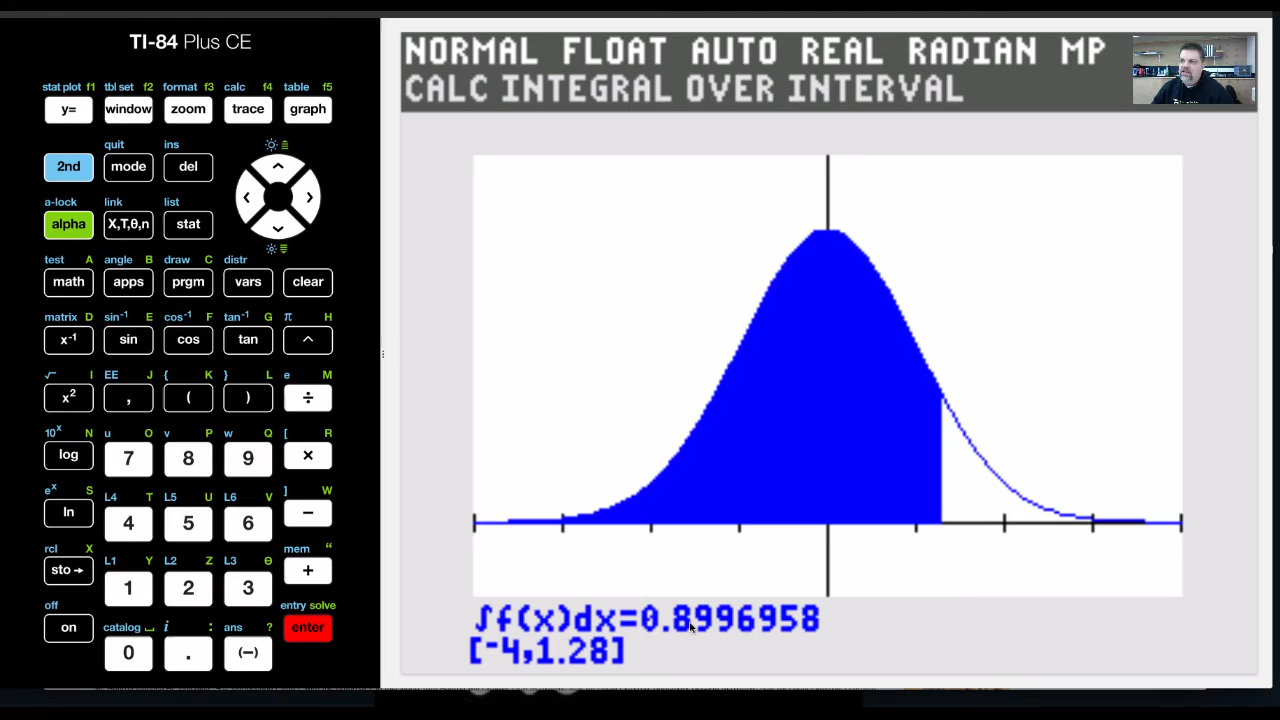 TI-84 Plus CE
stat plot f1 tbl set f2 format f3 calc f4 table f5
y= window zoom trace graph
quit ins
2nd mode del
a-lock link list
alpha X,T,θ,n stat
test A angle B draw C distr
math apps prgm vars clear
matrix D sin⁻¹ E cos⁻¹ F tan⁻¹ G π H
x⁻¹ sin cos tan ^
√ I EE J { K } L e M
x² , ( ) ÷
10ˣ N u O v P w Q [ R
log 7 8 9 ×
eˣ S L4 T L5 U L6 V ] W
ln 4 5 6 −
rcl X L1 Y L2 Z L3 θ mem "
sto→ 1 2 3 +
off catalog ⎵ i : ans ? entry solve
on 0 . (−) enter
NORMAL FLOAT AUTO REAL RADIAN MP
CALC INTEGRAL OVER INTERVAL
∫f(x)dx=0.8996958
[-4,1.28]